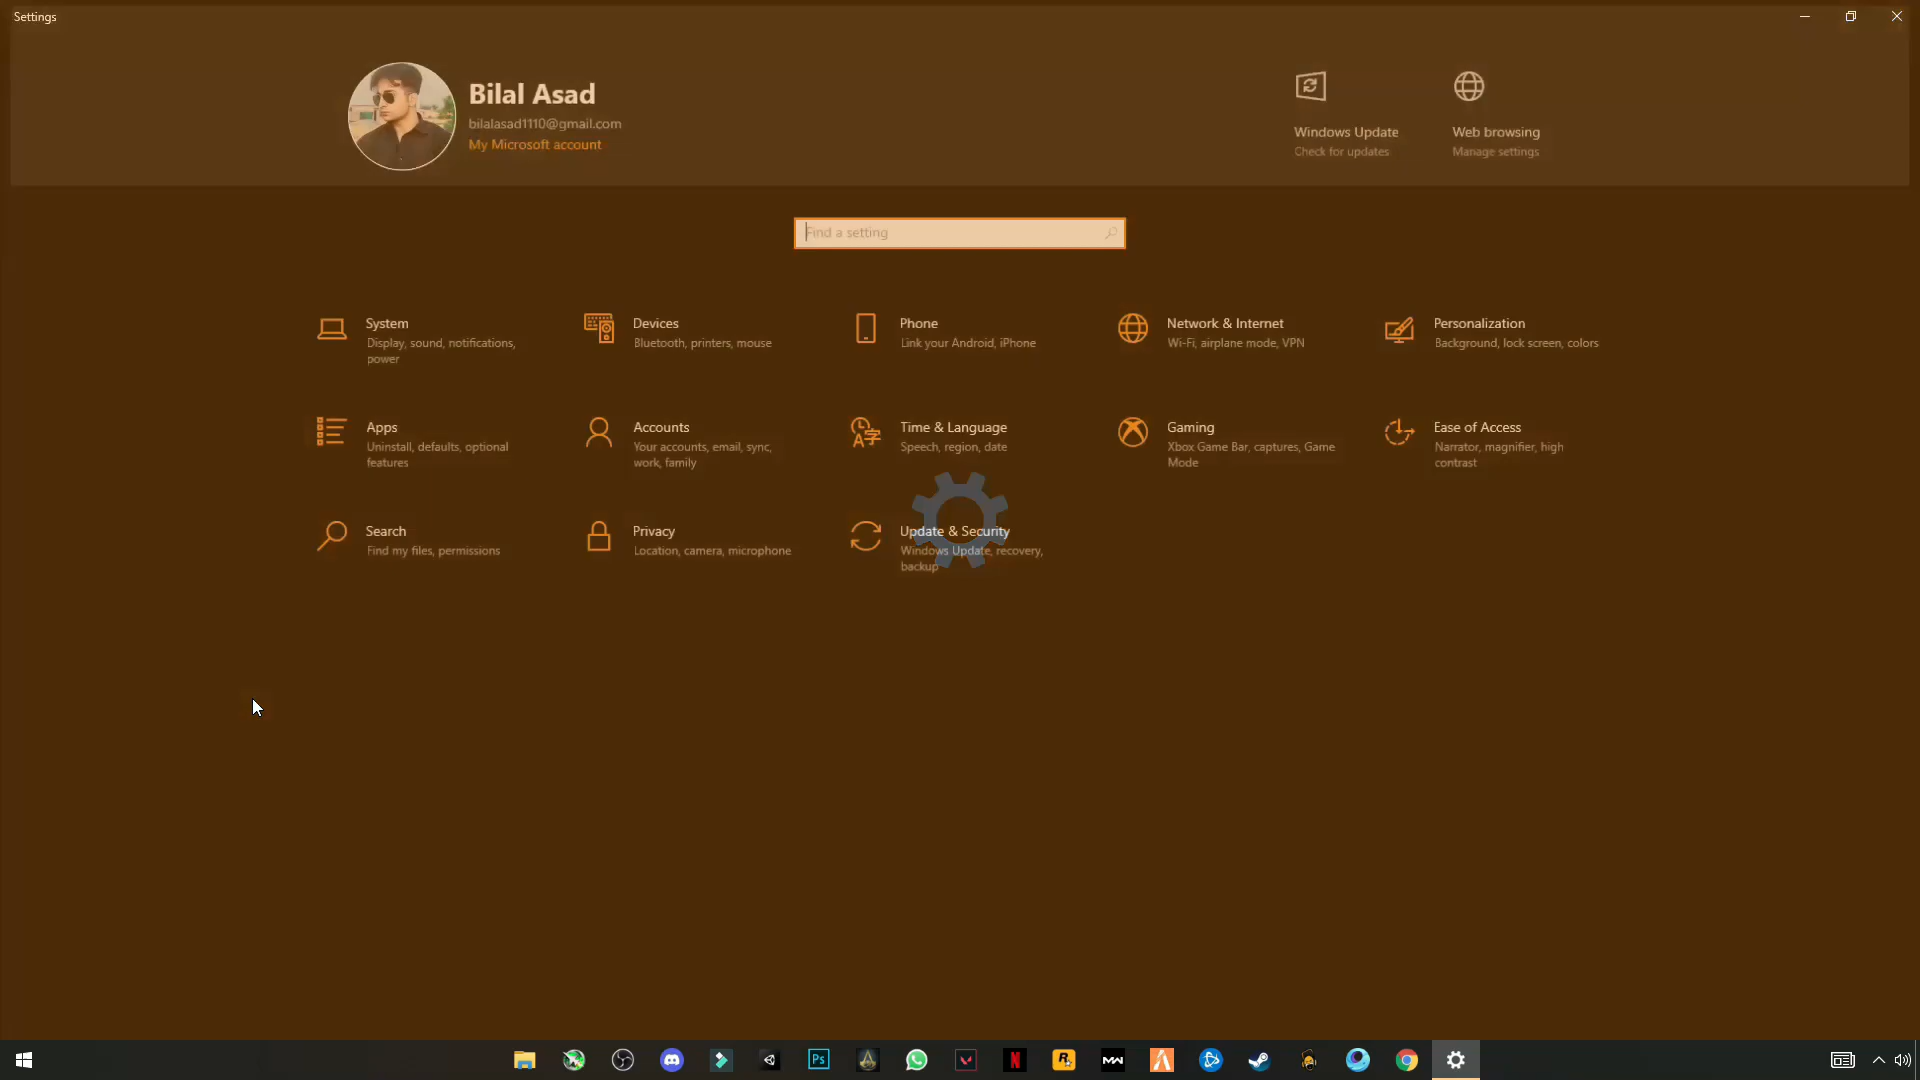 Settings
Bilal Asad
bilalasad1110@gmail.com
My Microsoft account
Windows Update
Check for updates
Web browsing
Manage settings
Find a setting
System
Display, sound, notifications,
power
Devices
Bluetooth, printers, mouse
Phone
Link your Android, iPhone
Network & Internet
Wi-Fi, airplane mode, VPN
Personalization
Background, lock screen, colors
Apps
Uninstall, defaults, optional
features
Accounts
Your accounts, email, sync,
work, family
Time & Language
Speech, region, date
Gaming
Xbox Game Bar, captures, Game
Mode
Ease of Access
Narrator, magnifier, high
contrast
Search
Find my files, permissions
Privacy
Location, camera, microphone
Update & Security
Windows Update, recovery,
backup
Ps
N
R
MW